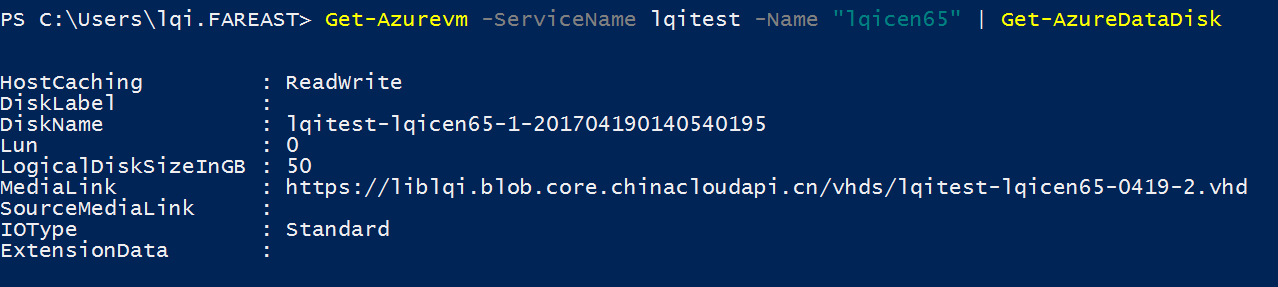 PS C:\Users\lqi.FAREAST> Get-Azurevm -ServiceName lqitest -Name "lqicen65" | Get-AzureDataDisk
HostCaching : ReadWrite
DiskLabel :
DiskName : lqitest-lqicen65-1-201704190140540195
Lun : 0
LogicalDiskSizeInGB : 50
MediaLink : https://liblqi.blob.core.chinacloudapi.cn/vhds/lqitest-lqicen65-0419-2.vhd
SourceMediaLink :
IOType : Standard
ExtensionData :